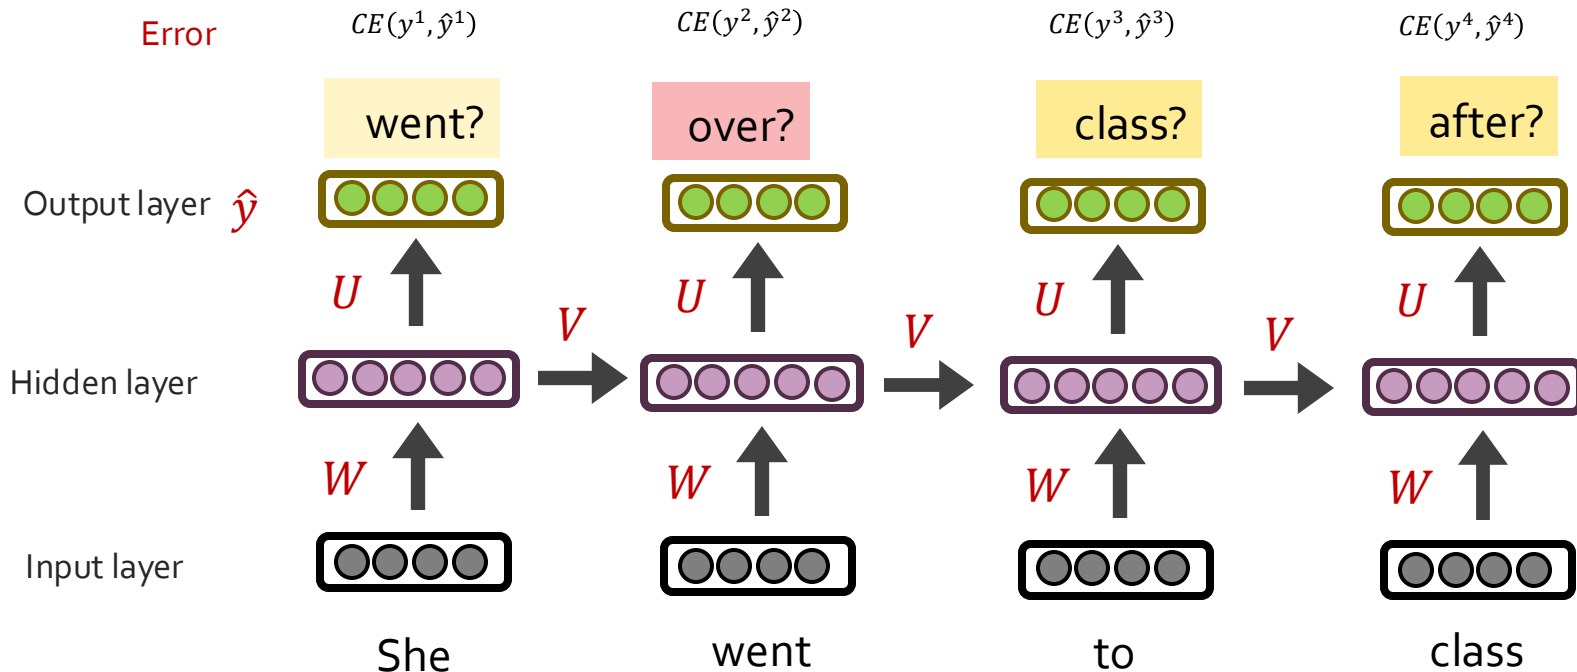 Error CE(y¹, ŷ¹) CE(y², ŷ²) CE(y³, ŷ³) CE(y⁴, ŷ⁴)
went? over? class? after?
Output layer ŷ
U U U U
V V V
Hidden layer
W W W W
Input layer
She went to class